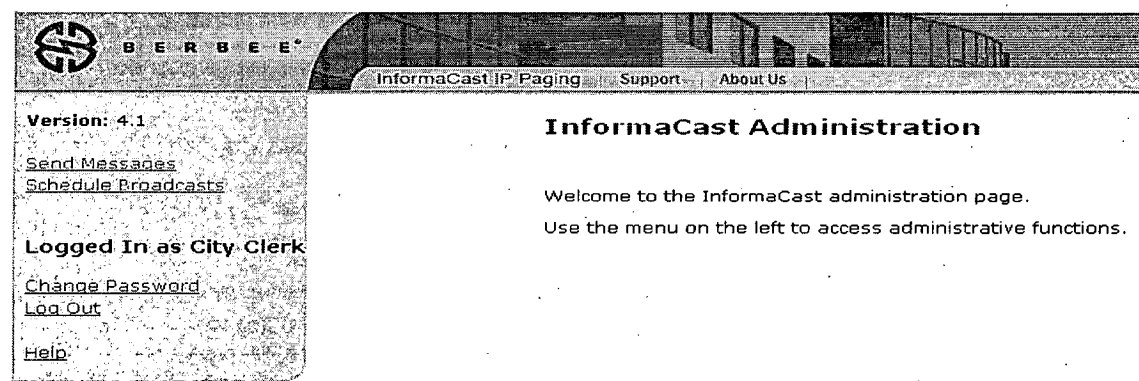 BERBEE®
InformaCast IP Paging | Support | About Us |
Version: 4.1
Send Messages
Schedule Broadcasts
Logged In as City Clerk
Change Password
Log Out
Help
InformaCast Administration
Welcome to the InformaCast administration page.
Use the menu on the left to access administrative functions.